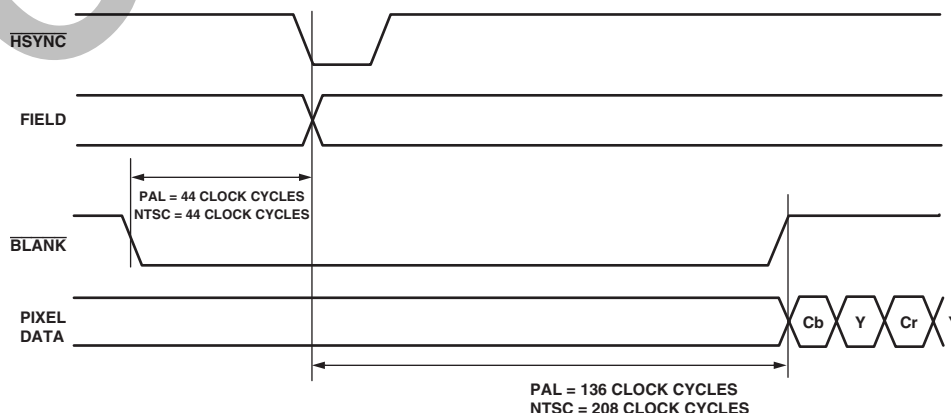 HSYNC
FIELD
PAL = 44 CLOCK CYCLES
NTSC = 44 CLOCK CYCLES
BLANK
PIXEL
DATA
Cb Y Cr
PAL = 136 CLOCK CYCLES
NTSC = 208 CLOCK CYCLES